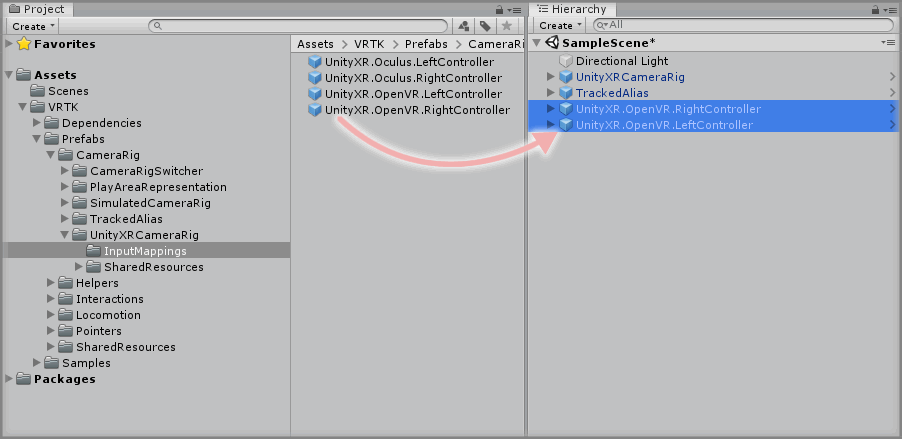 Project
Create
Favorites
Assets
Scenes
VRTK
Dependencies
Prefabs
CameraRig
CameraRigSwitcher
PlayAreaRepresentation
SimulatedCameraRig
TrackedAlias
UnityXRCameraRig
InputMappings
SharedResources
Helpers
Interactions
Locomotion
Pointers
SharedResources
Samples
Packages
Assets > VRTK > Prefabs > CameraRi
UnityXR.Oculus.LeftController
UnityXR.Oculus.RightController
UnityXR.OpenVR.LeftController
UnityXR.OpenVR.RightController
Hierarchy
Create All
SampleScene*
Directional Light
UnityXRCameraRig
TrackedAlias
UnityXR.OpenVR.RightController
UnityXR.OpenVR.LeftController